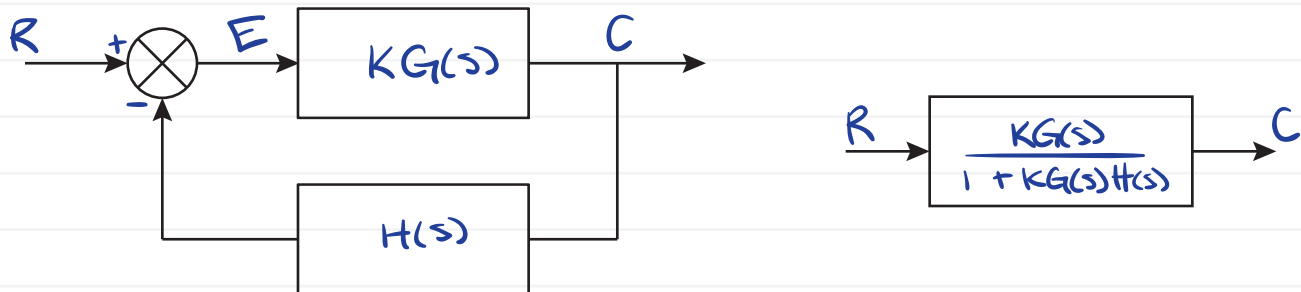 R + E KG(s) C
−
H(s)
R KG(s) C
1 + KG(s)H(s)